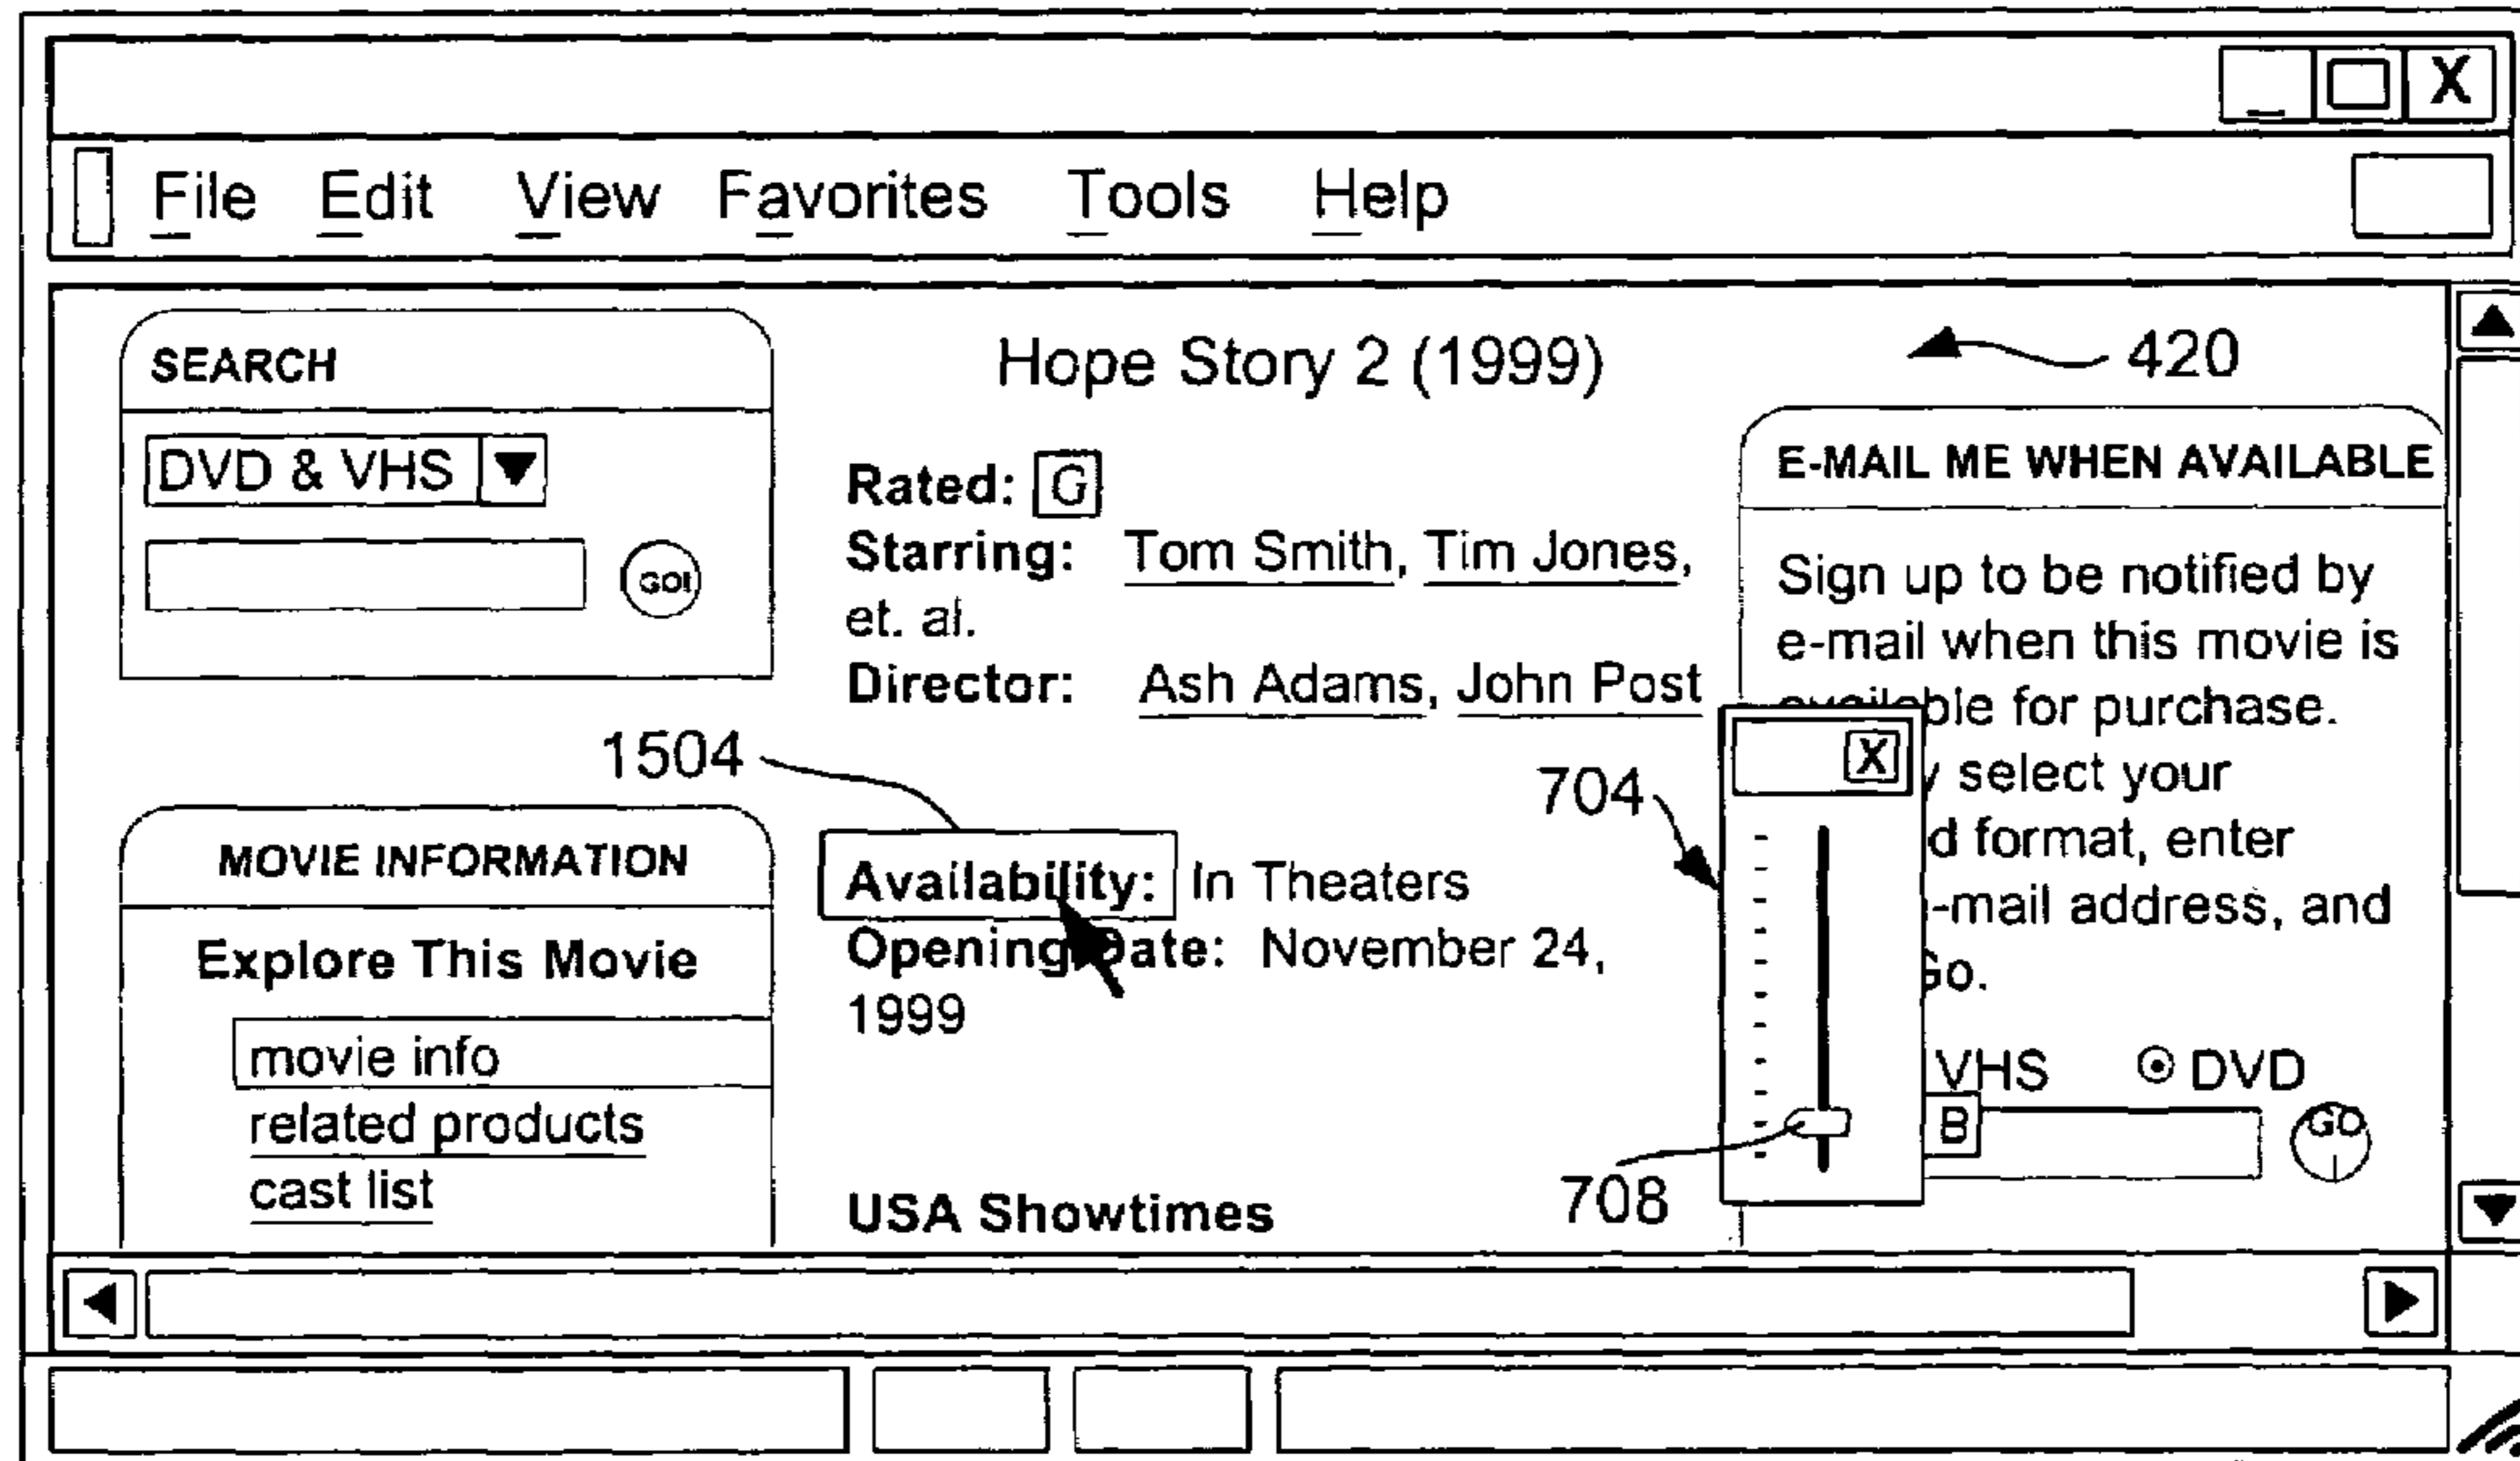 X
File Edit View Favorites Tools Help
SEARCH
DVD & VHS
GO!
Hope Story 2 (1999)
420
Rated: G
Starring: Tom Smith, Tim Jones,
et. al.
Director: Ash Adams, John Post
E-MAIL ME WHEN AVAILABLE
Sign up to be notified by
e-mail when this movie is
available for purchase.
select your
d format, enter
-mail address, and
Go.
VHS DVD
B
GO
1504
704
X
708
MOVIE INFORMATION
Explore This Movie
movie info
related products
cast list
Availability: In Theaters
Opening Date: November 24,
1999
USA Showtimes